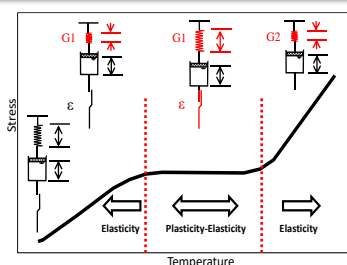 G1
G1
G2
ε
ε
Stress
Elasticity
Plasticity-Elasticity
Elasticity
Temperature